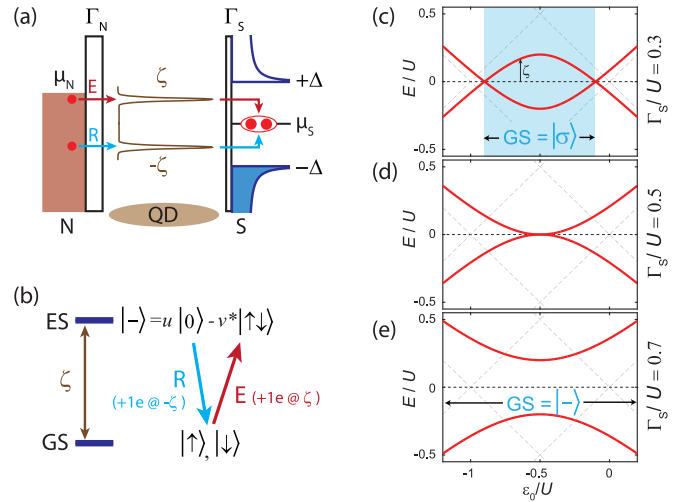 (a)
Γ_N Γ_S
μ_N E ζ +Δ
μ_S
R -ζ -Δ
N QD S
(b)
ES |−⟩ = u |0⟩ - v*|↑↓⟩
ζ R E (+1e @ ζ)
(+1e @ -ζ)
GS |↑⟩, |↓⟩
(c)
0.5
E / U
0
-0.5
ζ
GS = |σ⟩
Γ_S / U = 0.3
(d)
0.5
E / U
0
-0.5
Γ_S / U = 0.5
(e)
0.5
E / U
0
-0.5
GS = |−⟩
Γ_S / U = 0.7
-1 -0.5 0
ε_0/U